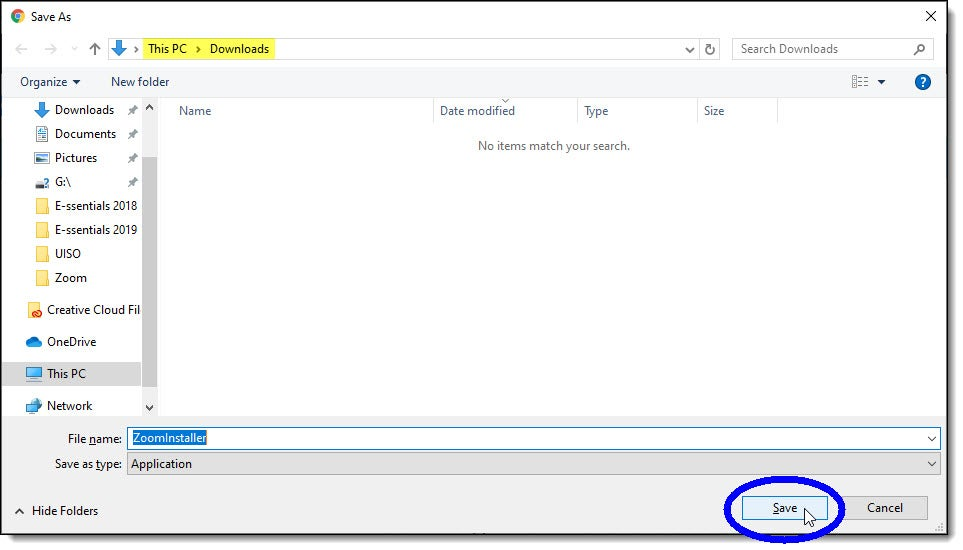 Save As
This PC > Downloads
Search Downloads
Organize
New folder
?
Name
Date modified
Type
Size
No items match your search.
Downloads
Documents
Pictures
G:\
E-ssentials 2018
E-ssentials 2019
UISO
Zoom
Creative Cloud Fil
OneDrive
This PC
Network
File name: ZoomInstaller
Save as type: Application
Hide Folders
Save
Cancel